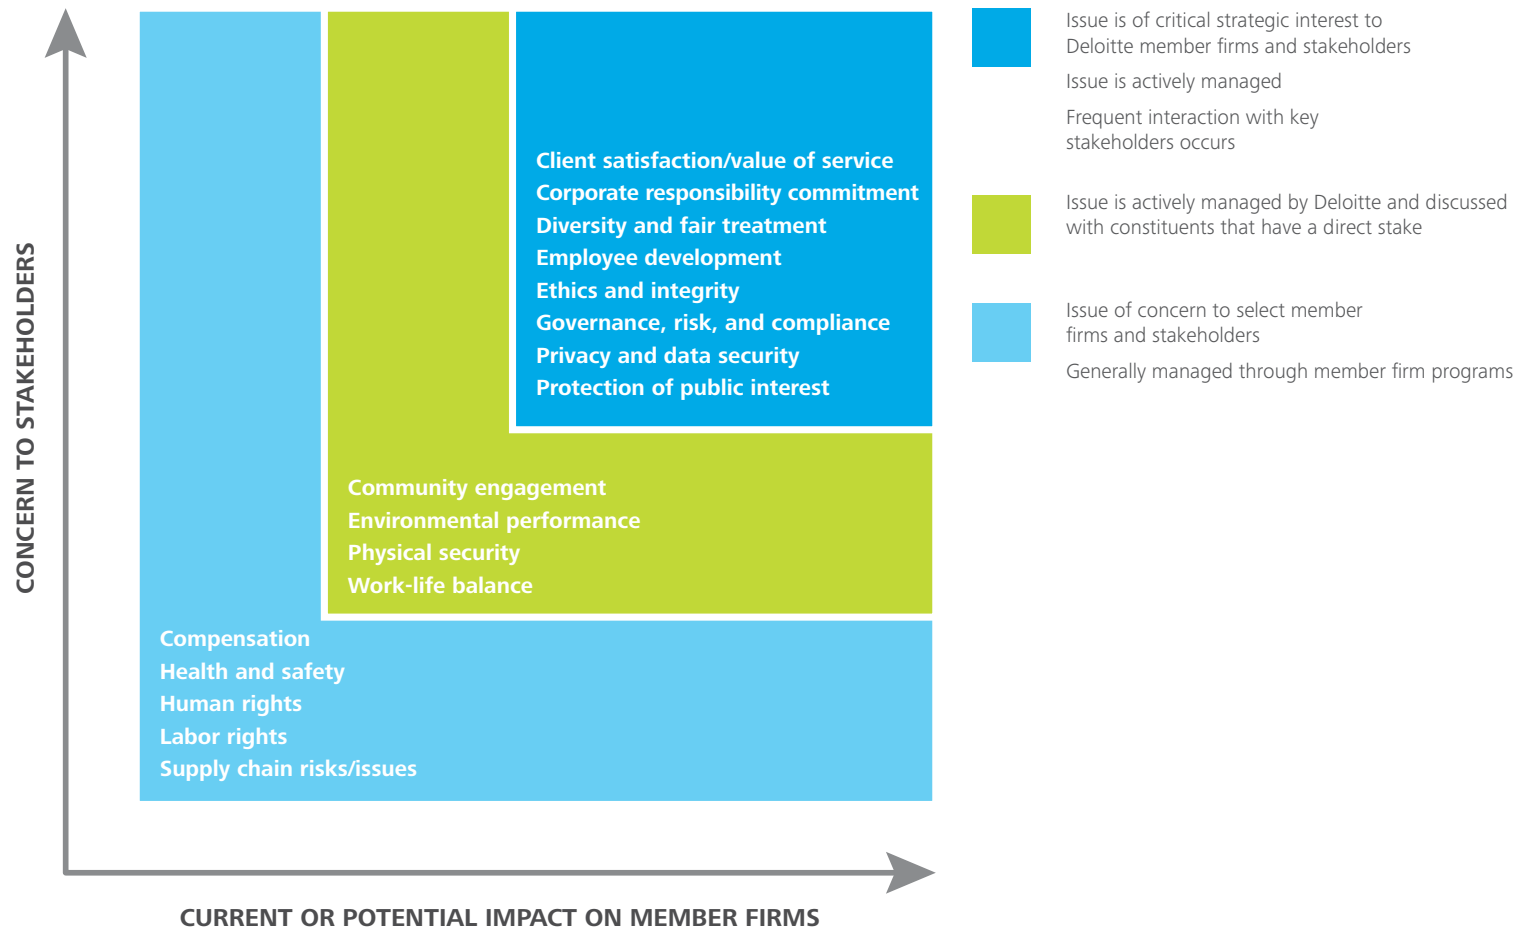 CONCERN TO STAKEHOLDERS
Client satisfaction/value of service
Corporate responsibility commitment
Diversity and fair treatment
Employee development
Ethics and integrity
Governance, risk, and compliance
Privacy and data security
Protection of public interest
Community engagement
Environmental performance
Physical security
Work-life balance
Compensation
Health and safety
Human rights
Labor rights
Supply chain risks/issues
CURRENT OR POTENTIAL IMPACT ON MEMBER FIRMS
Issue is of critical strategic interest to
Deloitte member firms and stakeholders
Issue is actively managed
Frequent interaction with key
stakeholders occurs
Issue is actively managed by Deloitte and discussed
with constituents that have a direct stake
Issue of concern to select member
firms and stakeholders
Generally managed through member firm programs